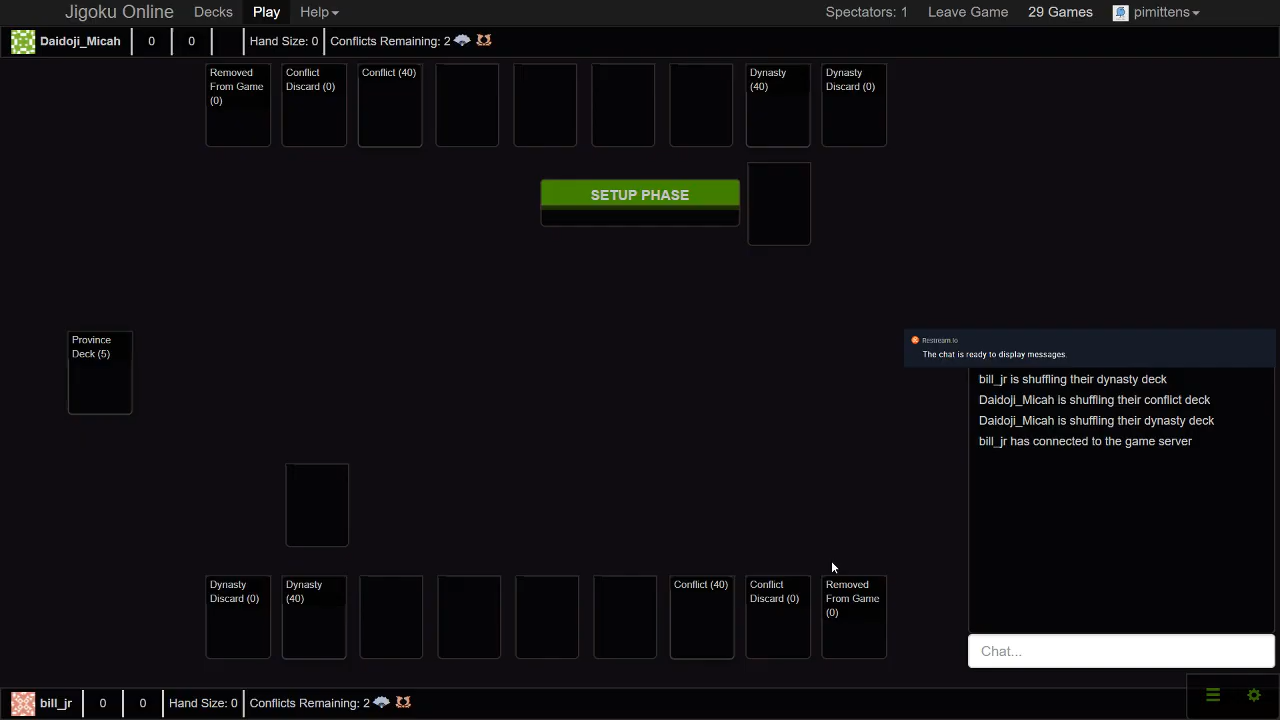 Jigoku Online Decks Play Help Spectators: 1 Leave Game 29 Games pimittens
Daidoji_Micah 0 0 Hand Size: 0 Conflicts Remaining: 2
Removed
From Game
(0)
Conflict
Discard (0)
Conflict (40)
Dynasty
(40)
Dynasty
Discard (0)
SETUP PHASE
Province
Deck (5)
Restream.io
The chat is ready to display messages.
bill_jr is shuffling their dynasty deck
Daidoji_Micah is shuffling their conflict deck
Daidoji_Micah is shuffling their dynasty deck
bill_jr has connected to the game server
Dynasty
Discard (0)
Dynasty
(40)
Conflict (40)
Conflict
Discard (0)
Removed
From Game
(0)
Chat...
bill_jr 0 0 Hand Size: 0 Conflicts Remaining: 2